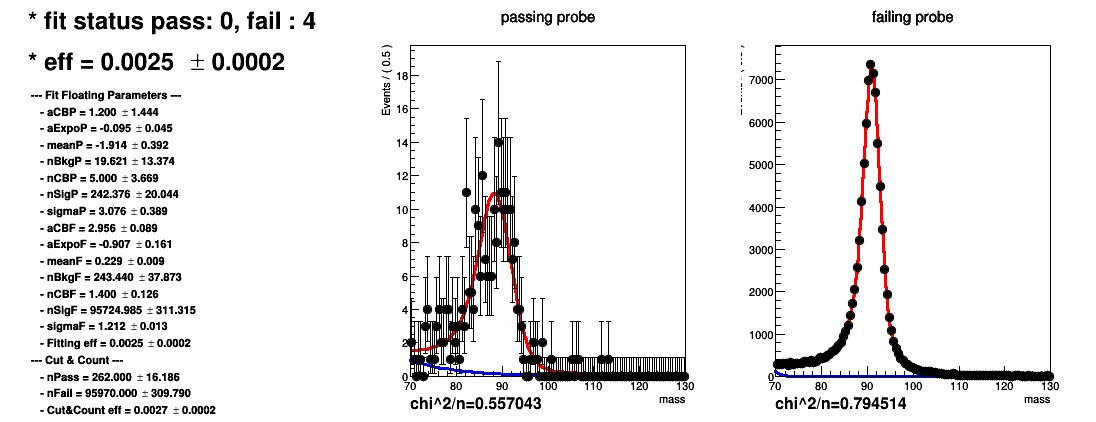 * fit status pass: 0, fail : 4
* eff = 0.0025 ± 0.0002
--- Fit Floating Parameters ---
- aCBP = 1.200 ± 1.444
- aExpoP = -0.095 ± 0.045
- meanP = -1.914 ± 0.392
- nBkgP = 19.621 ± 13.374
- nCBP = 5.000 ± 3.669
- nSigP = 242.376 ± 20.044
- sigmaP = 3.076 ± 0.389
- aCBF = 2.956 ± 0.089
- aExpoF = -0.907 ± 0.161
- meanF = 0.229 ± 0.009
- nBkgF = 243.440 ± 37.873
- nCBF = 1.400 ± 0.126
- nSigF = 95724.985 ± 311.315
- sigmaF = 1.212 ± 0.013
- Fitting eff = 0.0025 ± 0.0002
--- Cut & Count ---
- nPass = 262.000 ± 16.186
- nFail = 95970.000 ± 309.790
- Cut&Count eff = 0.0027 ± 0.0002
passing probe
Events / ( 0.5 )
18
16
14
12
10
8
6
4
2
0
70 80 90 100 110 120 130
mass
chi^2/n=0.557043
failing probe
7000
6000
5000
4000
3000
2000
1000
0
70 80 90 100 110 120 130
mass
chi^2/n=0.794514